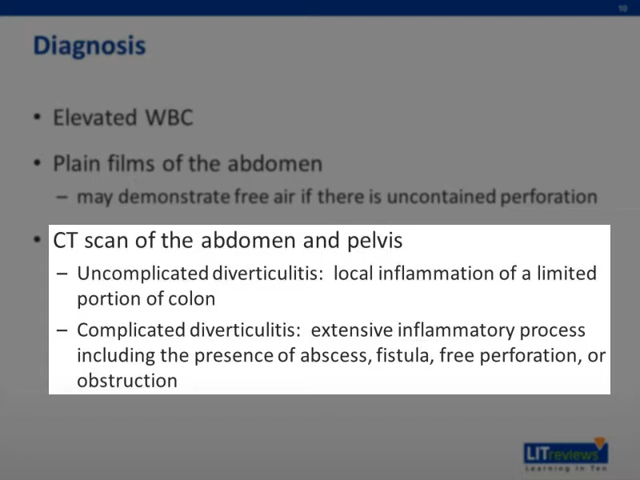 10
Diagnosis
• Elevated WBC
• Plain films of the abdomen
– may demonstrate free air if there is uncontained perforation
• CT scan of the abdomen and pelvis
– Uncomplicated diverticulitis: local inflammation of a limited
portion of colon
– Complicated diverticulitis: extensive inflammatory process
including the presence of abscess, fistula, free perforation, or
obstruction
LITreviews
Learning in Ten